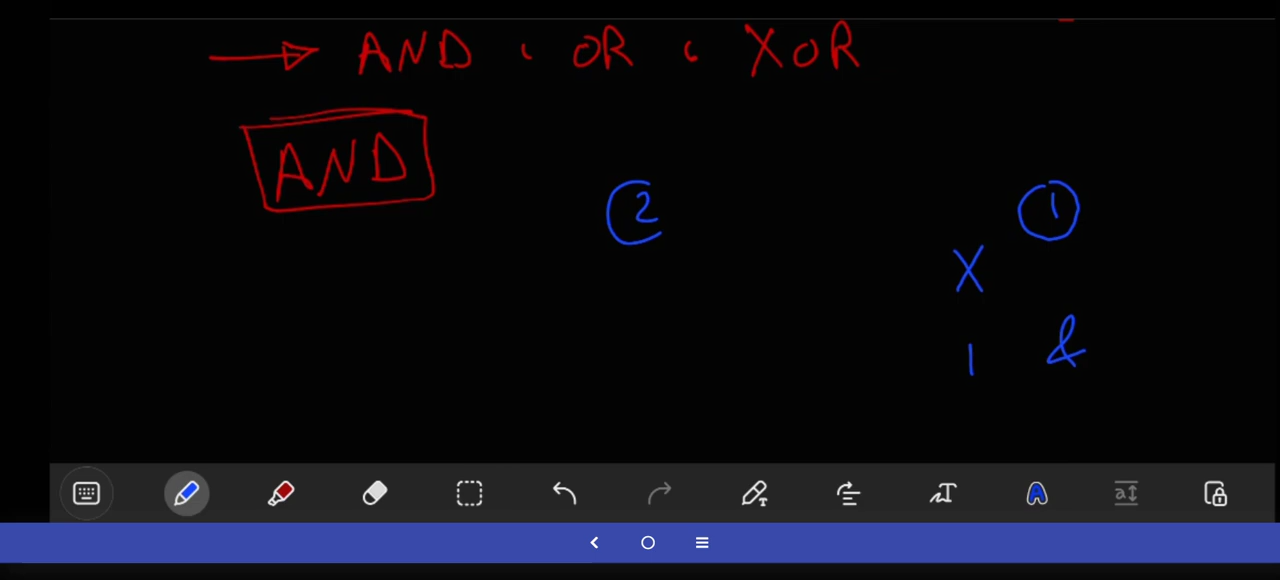 → AND ، OR ، XOR
AND
2 1
X
1 &